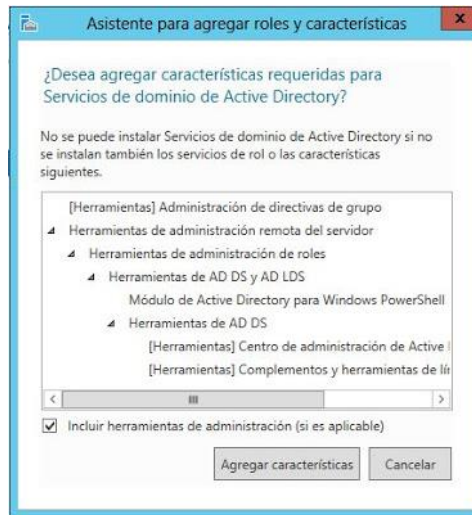 Asistente para agregar roles y características
x
¿Desea agregar características requeridas para
Servicios de dominio de Active Directory?
No se puede instalar Servicios de dominio de Active Directory si no
se instalan también los servicios de rol o las características
siguientes.
[Herramientas] Administración de directivas de grupo
Herramientas de administración remota del servidor
Herramientas de administración de roles
Herramientas de AD DS y AD LDS
Módulo de Active Directory para Windows PowerShell
Herramientas de AD DS
[Herramientas] Centro de administración de Active
[Herramientas] Complementos y herramientas de
Incluir herramientas de administración (si es aplicable)
Agregar características
Cancelar